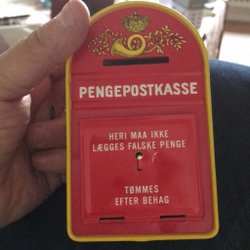 PENGEPOSTKASSE
HERI MAA IKKE
LÆGGES FALSKE PENGE
TØMMES
EFTER BEHAG